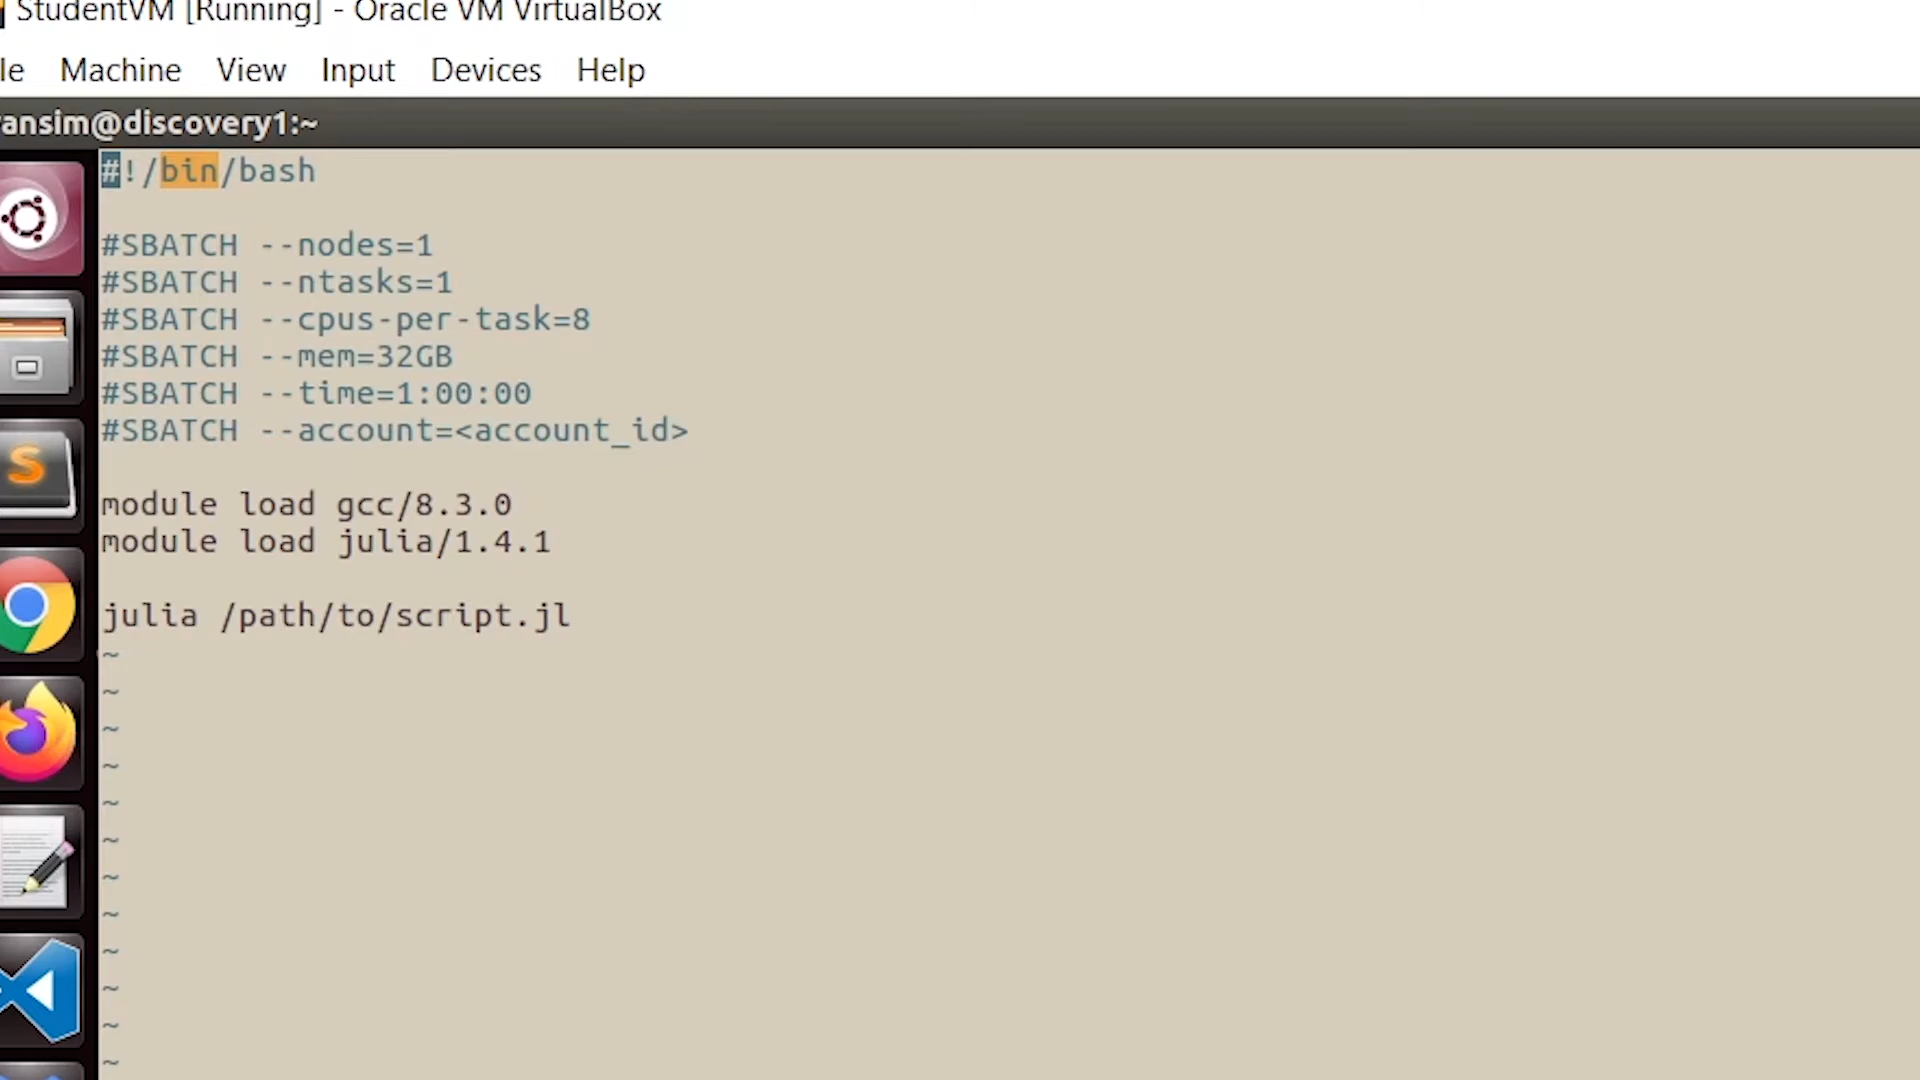 StudentVM [Running] - Oracle VM VirtualBox
le Machine View Input Devices Help
ansim@discovery1:~
#!/bin/bash
#SBATCH --nodes=1
#SBATCH --ntasks=1
#SBATCH --cpus-per-task=8
#SBATCH --mem=32GB
#SBATCH --time=1:00:00
#SBATCH --account=<account_id>
module load gcc/8.3.0
module load julia/1.4.1
julia /path/to/script.jl
~
~
~
~
~
~
~
~
~
~
~
~